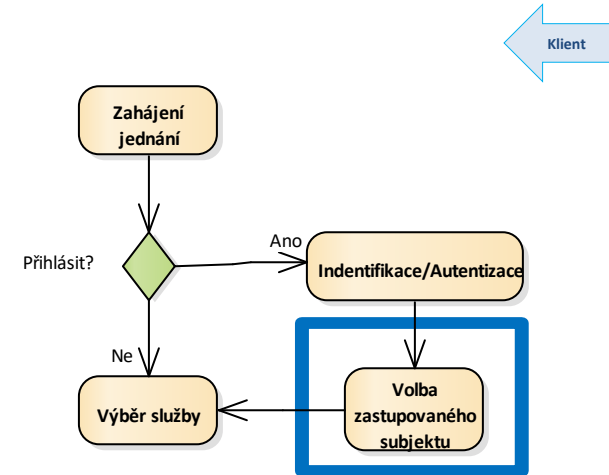 Klient
Zahájení
jednání
Přihlásit?
Ano
Indentifikace/Autentizace
Ne
Výběr služby
Volba
zastupovaného
subjektu